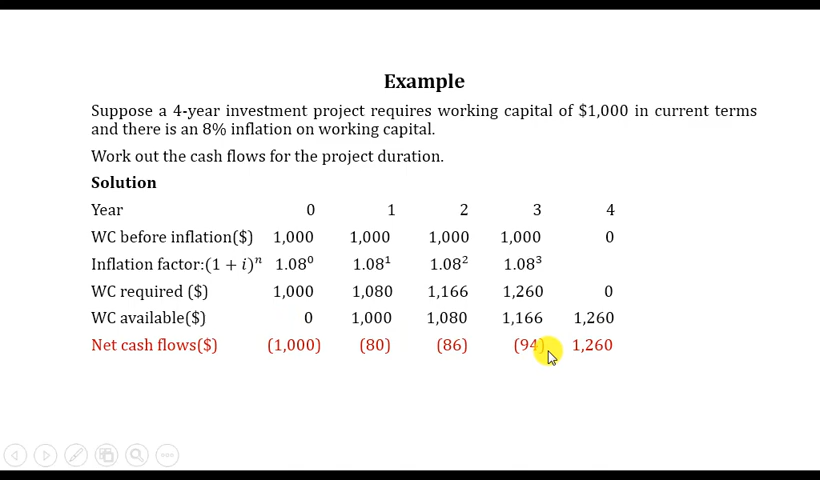 Example
Suppose a 4-year investment project requires working capital of $1,000 in current terms
and there is an 8% inflation on working capital.
Work out the cash flows for the project duration.
Solution
Year 0 1 2 3 4
WC before inflation($) 1,000 1,000 1,000 1,000 0
Inflation factor:(1 + i)ⁿ 1.08⁰ 1.08¹ 1.08² 1.08³
WC required ($) 1,000 1,080 1,166 1,260 0
WC available($) 0 1,000 1,080 1,166 1,260
Net cash flows($) (1,000) (80) (86) (94) 1,260